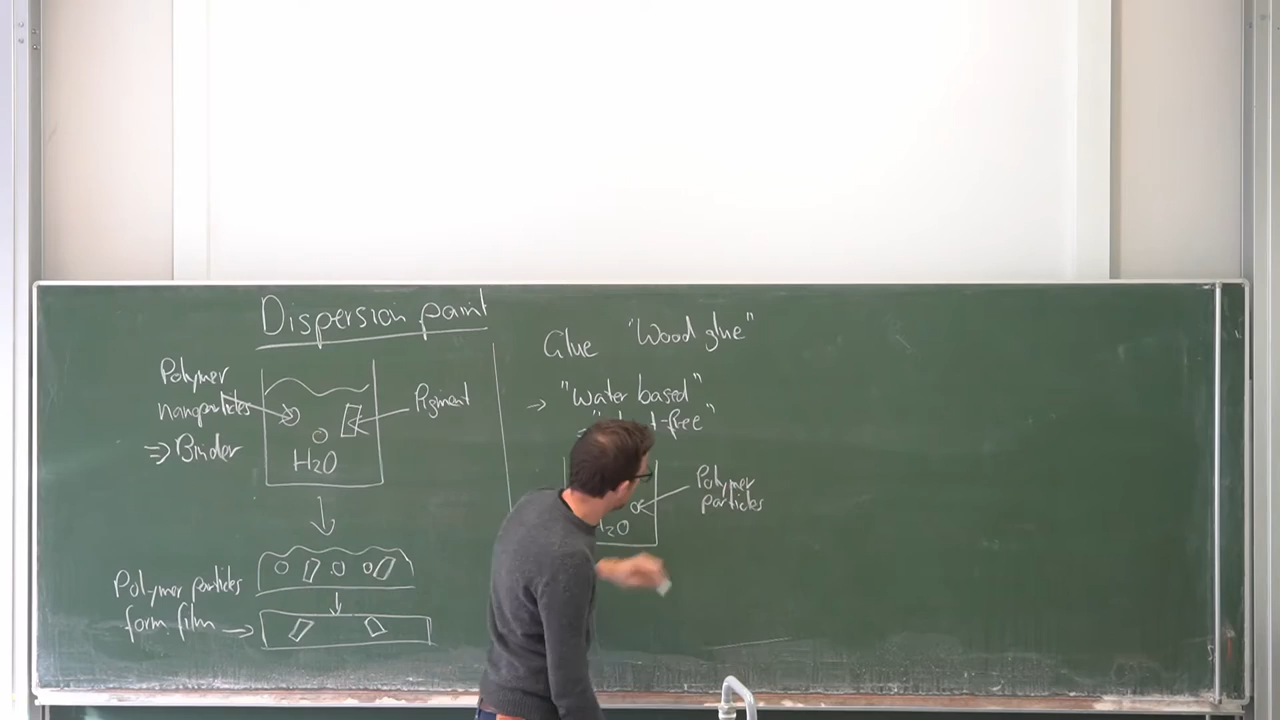 Dispersion paint
Polymer
nanoparticles
⇒ Binder
Pigment
H2O
Polymer particles
form film →
Glue "Wood glue"
→ "Water based"
-free"
Polymer
particles
H2O